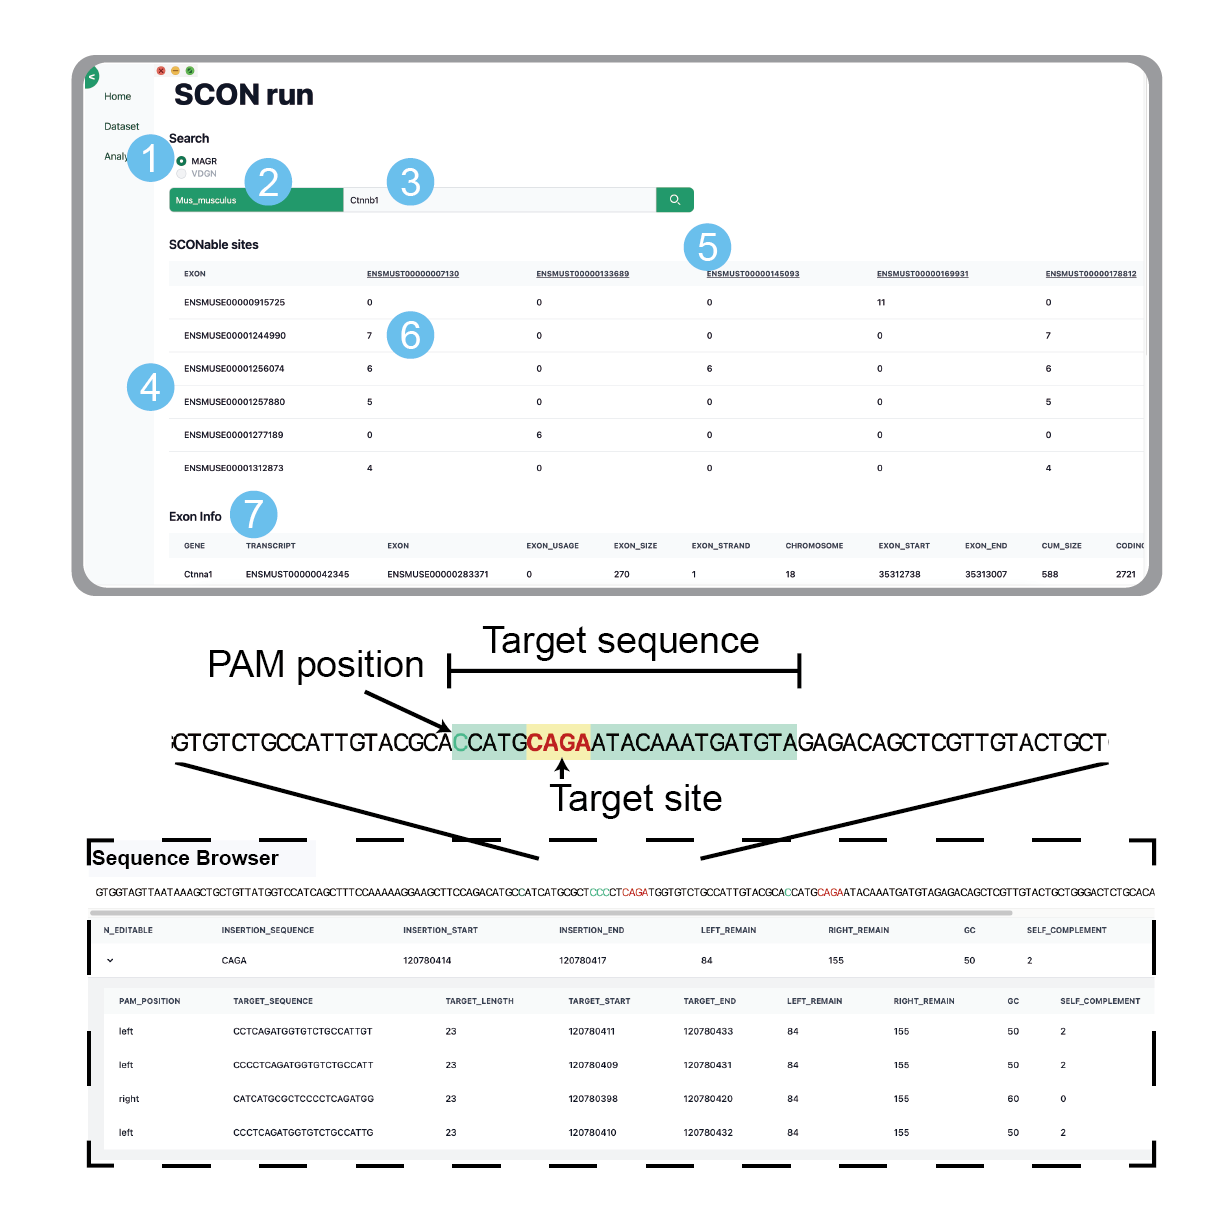 <
SCON run
Home
Dataset
Search
Analy
1
MAGR
VDGN
2
3
Mus_musculus Ctnnb1
SCONable sites
5
EXON ENSMUST00000007130 ENSMUST00000133689 ENSMUST00000145093 ENSMUST00000169931 ENSMUST00000178812
ENSMUSE00000915725 0 0 0 11 0
ENSMUSE00001244990 7 6 0 0 0 7
ENSMUSE00001256074 6 0 6 0 6
4
ENSMUSE00001257880 5 0 0 0 5
ENSMUSE00001277189 0 6 0 0 0
ENSMUSE00001312873 4 0 0 0 4
Exon Info 7
GENE TRANSCRIPT EXON EXON_USAGE EXON_SIZE EXON_STRAND CHROMOSOME EXON_START EXON_END CUM_SIZE CODING
Ctnna1 ENSMUST00000042345 ENSMUSE00000283371 0 270 1 18 35312738 35313007 588 2721
Target sequence
PAM position
GTGTCTGCCATTGTACGCACCATGCAGAATACAAATGATGTAGAGACAGCTCGTTGTACTGCT
Target site
Sequence Browser
GTGGTAGTTAATAAAGCTGCTGTTATGGTCCATCAGCTTTCCAAAAAGGAAGCTTCCAGACATGCCATCATGCGCTCCCCTCAGATGGTGTCTGCCATTGTACGCACCATGCAGAATACAAATGATGTAGAGACAGCTCGTTGTACTGCTGGGACTCTGCACA
N_EDITABLE INSERTION_SEQUENCE INSERTION_START INSERTION_END LEFT_REMAIN RIGHT_REMAIN GC SELF_COMPLEMENT
CAGA 120780414 120780417 84 155 50 2
PAM_POSITION TARGET_SEQUENCE TARGET_LENGTH TARGET_START TARGET_END LEFT_REMAIN RIGHT_REMAIN GC SELF_COMPLEMENT
left CCTCAGATGGTGTCTGCCATTGT 23 120780411 120780433 84 155 50 2
left CCCCTCAGATGGTGTCTGCCATT 23 120780409 120780431 84 155 50 2
right CATCATGCGCTCCCCTCAGATGG 23 120780398 120780420 84 155 60 0
left CCCTCAGATGGTGTCTGCCATTG 23 120780410 120780432 84 155 50 2